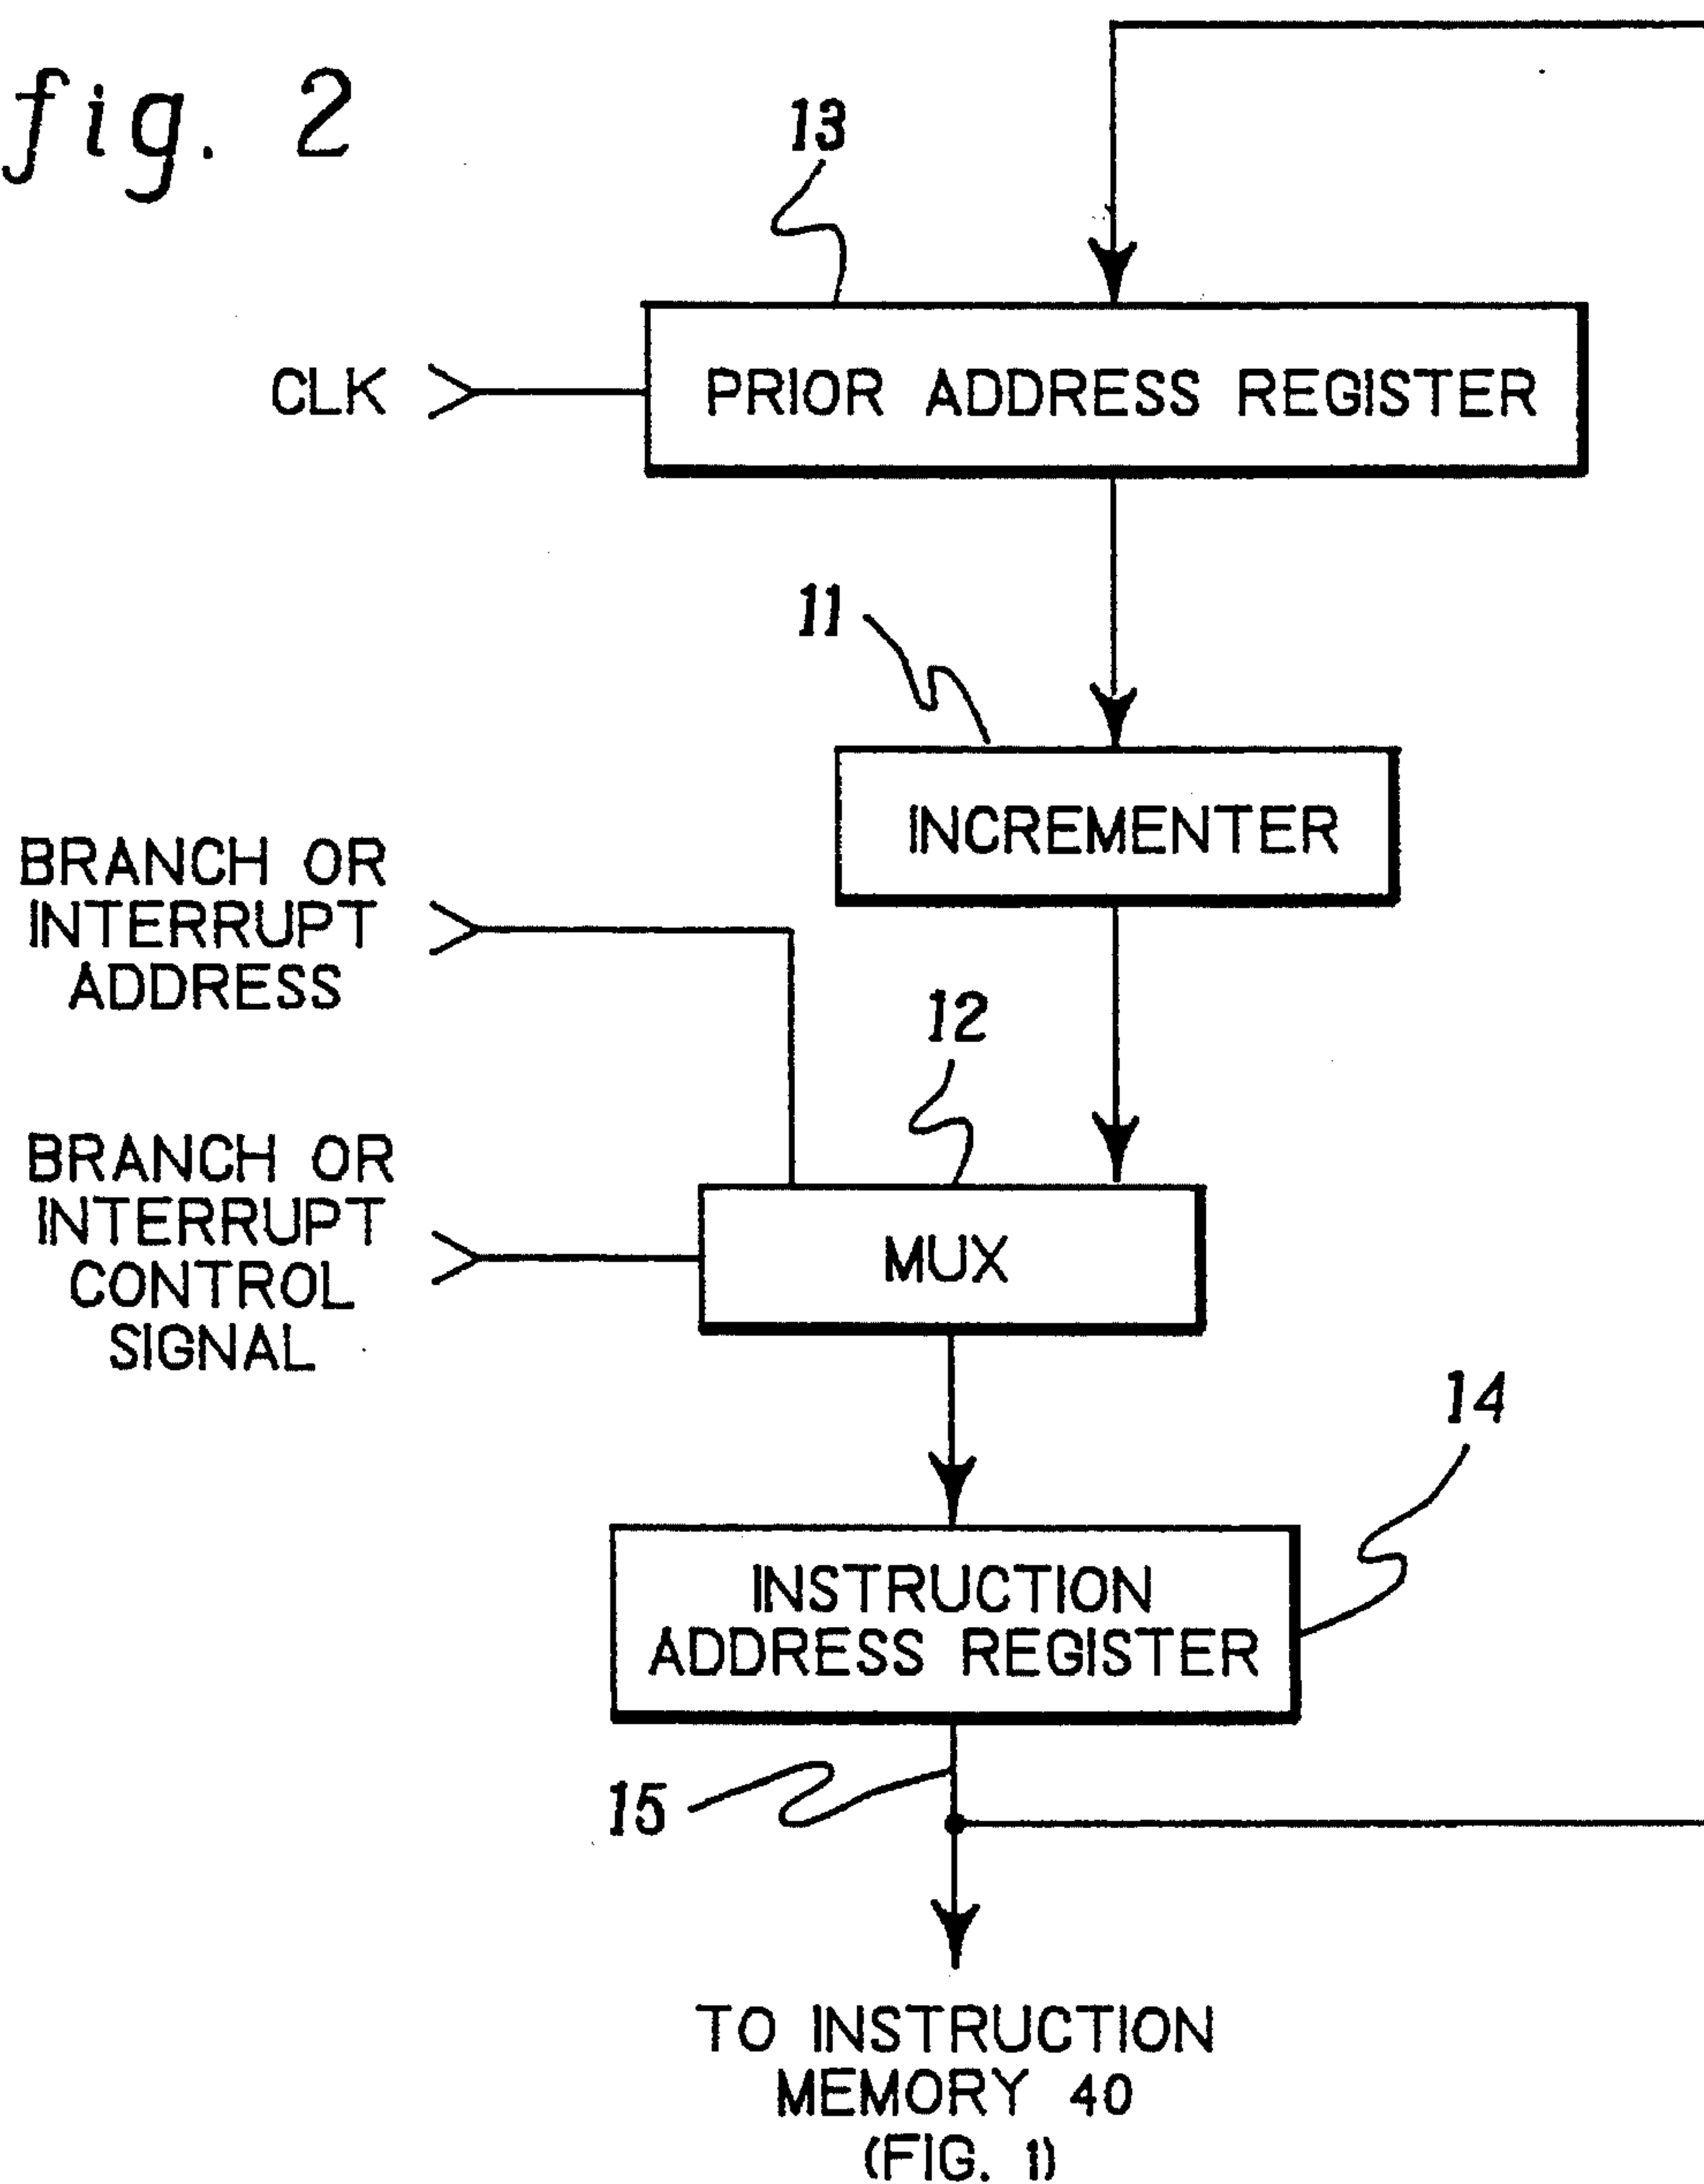 fig. 2
13
CLK
PRIOR ADDRESS REGISTER
11
INCREMENTER
BRANCH OR
INTERRUPT
ADDRESS
12
BRANCH OR
INTERRUPT
CONTROL
SIGNAL
MUX
14
INSTRUCTION
ADDRESS REGISTER
15
TO INSTRUCTION
MEMORY 40
(FIG. 1)